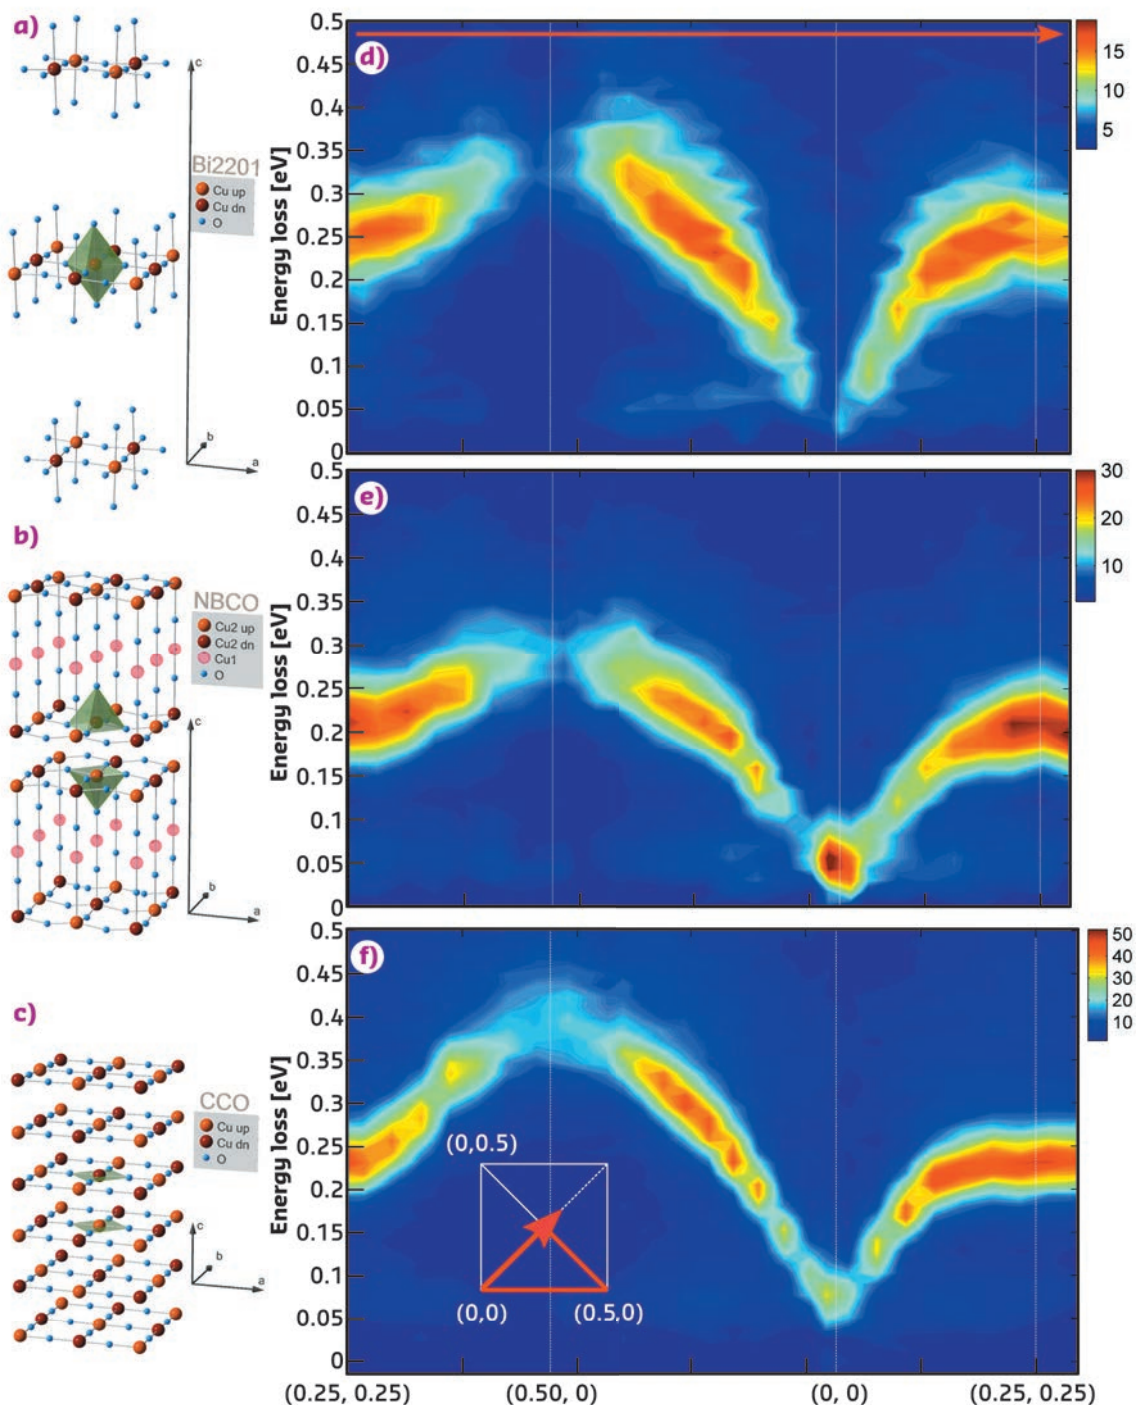 a)
c
Bi2201
Cu up
Cu dn
O
b
a
b)
NBCO
Cu2 up
Cu2 dn
Cu1
O
c
b
a
c)
CCO
Cu up
Cu dn
O
c
b
a
d)
Energy loss [eV]
0.5
0.45
0.4
0.35
0.3
0.25
0.2
0.15
0.1
0.05
0
15
10
5
e)
Energy loss [eV]
0.5
0.45
0.4
0.35
0.3
0.25
0.2
0.15
0.1
0.05
0
30
20
10
f)
Energy loss [eV]
0.5
0.45
0.4
0.35
0.3
0.25
0.2
0.15
0.1
0.05
0
50
40
30
20
10
(0,0.5)
(0,0) (0.5,0)
(0.25, 0.25) (0.50, 0) (0, 0) (0.25, 0.25)